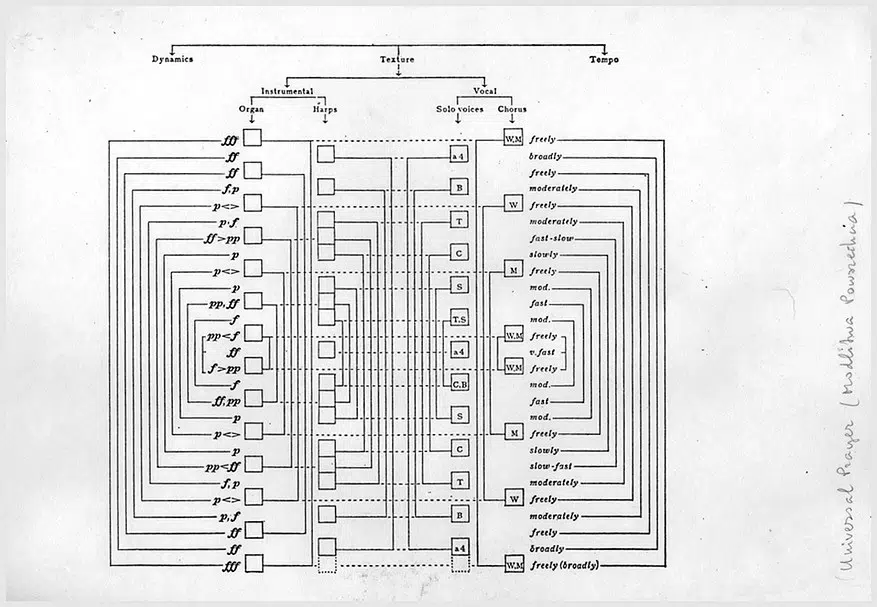 Dynamics Texture Tempo
Instrumental Vocal
Organ Harps Solo voices Chorus
fff W,M freely
ff a4 broadly
ff freely
f,p B moderately
p<> W freely
p·f T moderately
ff>pp fast-slow
p C slowly
p<> M freely
p S mod.
pp,ff fast
f T.S mod.
pp<f W,M freely
ff a4 v.fast
f>pp W,M freely
f C.B mod.
ff,pp fast
p S mod.
p<> M freely
p C slowly
pp<ff slow-fast
f,p T moderately
p<> W freely
p,f B moderately
ff freely
ff a4 broadly
fff W,M freely (broadly)
(Universal Prayer (Modlitwa Powszechna)